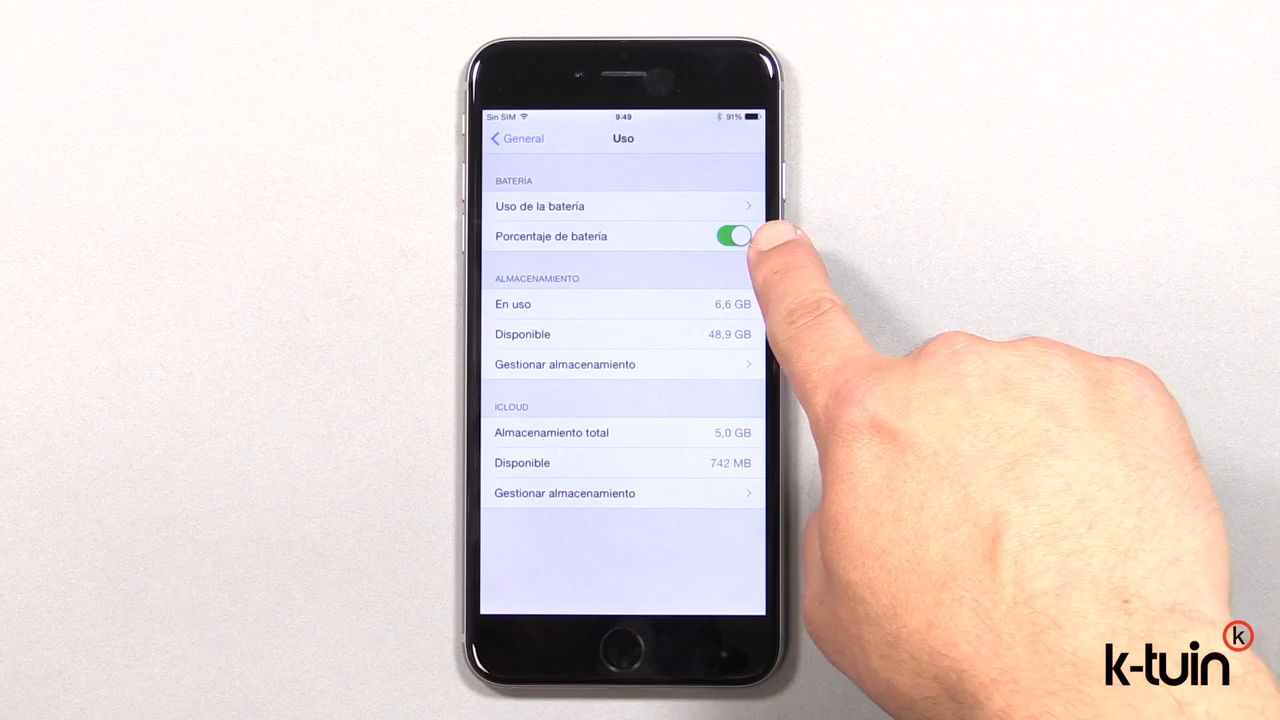 Sin SIM 9:49 91%
General Uso
BATERÍA
Uso de la batería
Porcentaje de batería
ALMACENAMIENTO
En uso 6,6 GB
Disponible 48,9 GB
Gestionar almacenamiento
ICLOUD
Almacenamiento total 5,0 GB
Disponible 742 MB
Gestionar almacenamiento
k
k-tuin